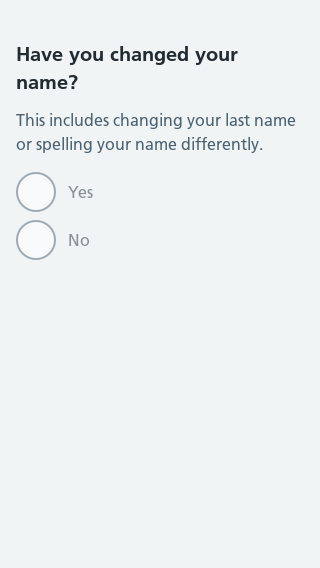 Have you changed your
name?
This includes changing your last name
or spelling your name differently.
Yes
No